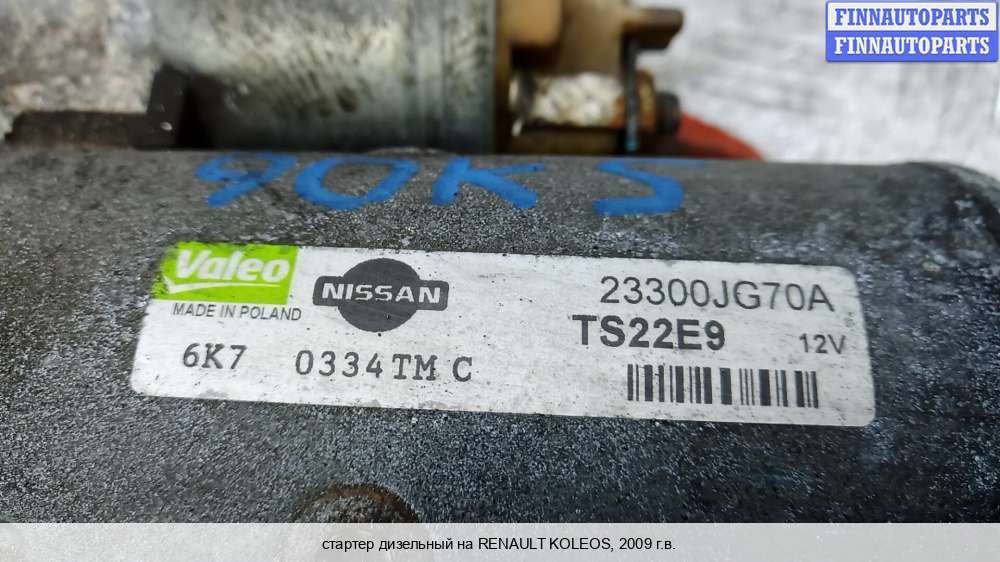 FINNAUTOPARTS
FINNAUTOPARTS
90K5
Valeo
NISSAN
23300JG70A
MADE IN POLAND
TS22E9
12V
6K7 0334TM C
стартер дизельный на RENAULT KOLEOS, 2009 г.в.